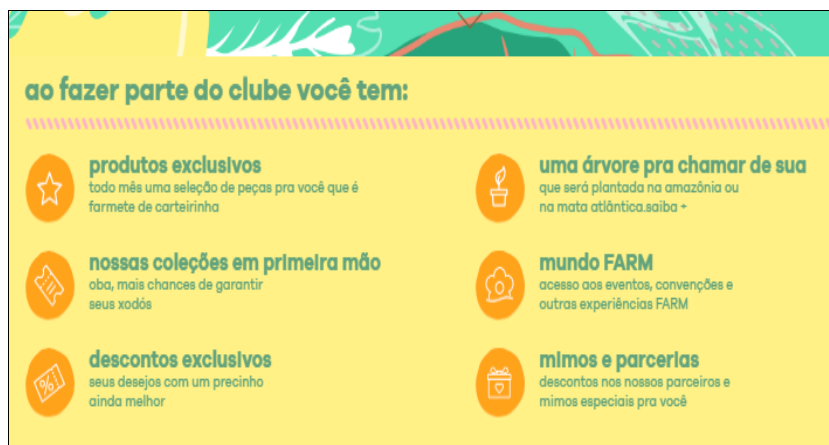 ao fazer parte do clube você tem:
produtos exclusivos
todo mês uma seleção de peças pra você que é
farmete de carteirinha
nossas coleções em primeira mão
oba, mais chances de garantir
seus xodós
descontos exclusivos
seus desejos com um precinho
ainda melhor
uma árvore pra chamar de sua
que será plantada na amazônia ou
na mata atlântica.saiba +
mundo FARM
acesso aos eventos, convenções e
outras experiências FARM
mimos e parcerias
descontos nos nossos parceiros e
mimos especiais pra você